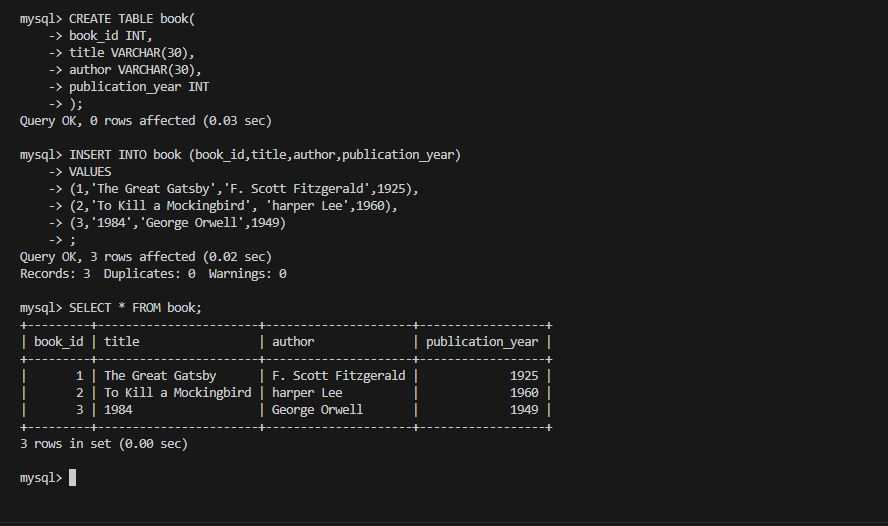 mysql> CREATE TABLE book(
    -> book_id INT,
    -> title VARCHAR(30),
    -> author VARCHAR(30),
    -> publication_year INT
    -> );
Query OK, 0 rows affected (0.03 sec)

mysql> INSERT INTO book (book_id,title,author,publication_year)
    -> VALUES
    -> (1,'The Great Gatsby','F. Scott Fitzgerald',1925),
    -> (2,'To Kill a Mockingbird', 'harper Lee',1960),
    -> (3,'1984','George Orwell',1949)
    -> ;
Query OK, 3 rows affected (0.02 sec)
Records: 3  Duplicates: 0  Warnings: 0

mysql> SELECT * FROM book;
+---------+-----------------------+---------------------+------------------+
| book_id | title                 | author              | publication_year |
+---------+-----------------------+---------------------+------------------+
|       1 | The Great Gatsby      | F. Scott Fitzgerald |             1925 |
|       2 | To Kill a Mockingbird | harper Lee          |             1960 |
|       3 | 1984                  | George Orwell       |             1949 |
+---------+-----------------------+---------------------+------------------+
3 rows in set (0.00 sec)

mysql>